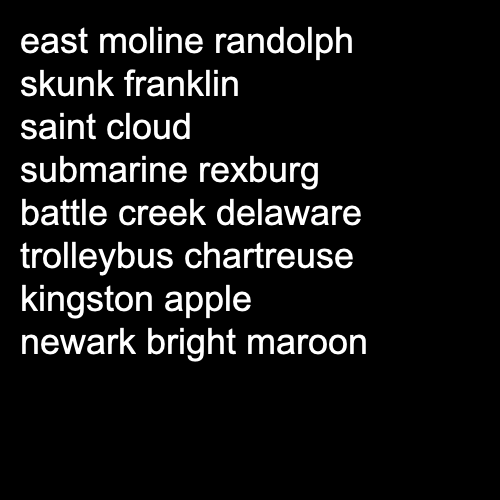 east moline randolph
skunk franklin
saint cloud
submarine rexburg
battle creek delaware
trolleybus chartreuse
kingston apple
newark bright maroon